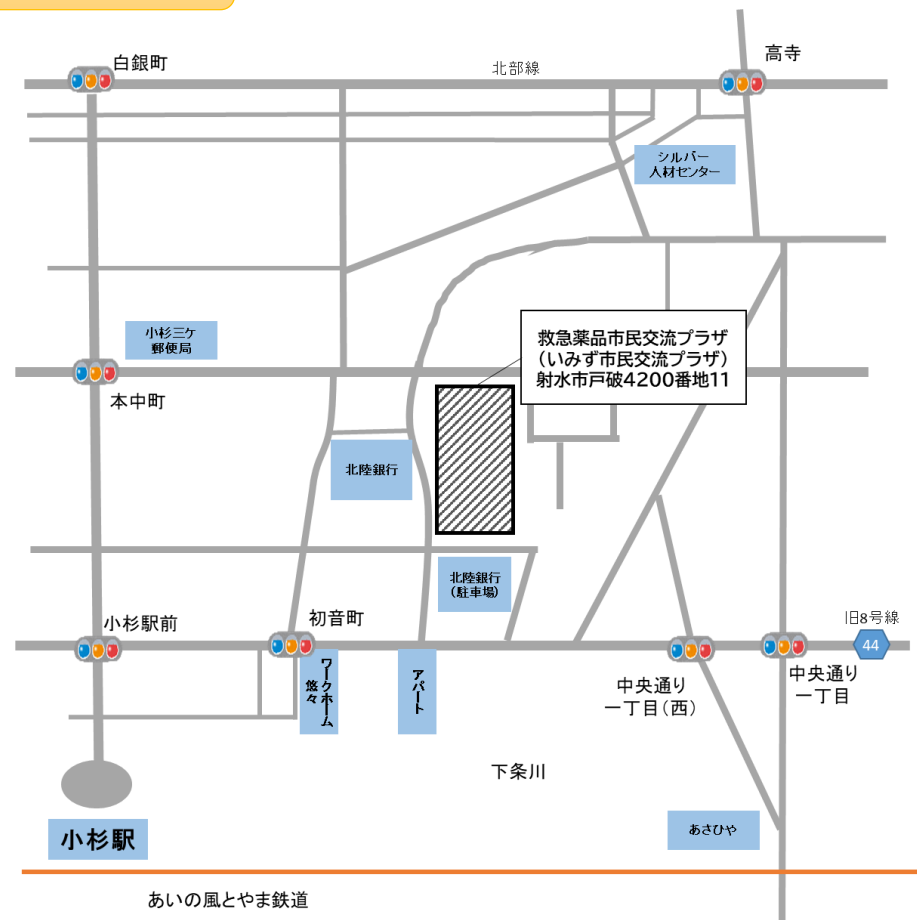 白銀町
北部線
高寺
シルバー
人材センター
小杉三ケ
郵便局
救急薬品市民交流プラザ
（いみず市民交流プラザ）
射水市戸破4200番地11
本中町
北陸銀行
北陸銀行
（駐車場）
小杉駅前
初音町
旧8号線
44
ワークホーム
悠々
アパート
中央通り
一丁目（西）
中央通り
一丁目
下条川
あさひや
小杉駅
あいの風とやま鉄道